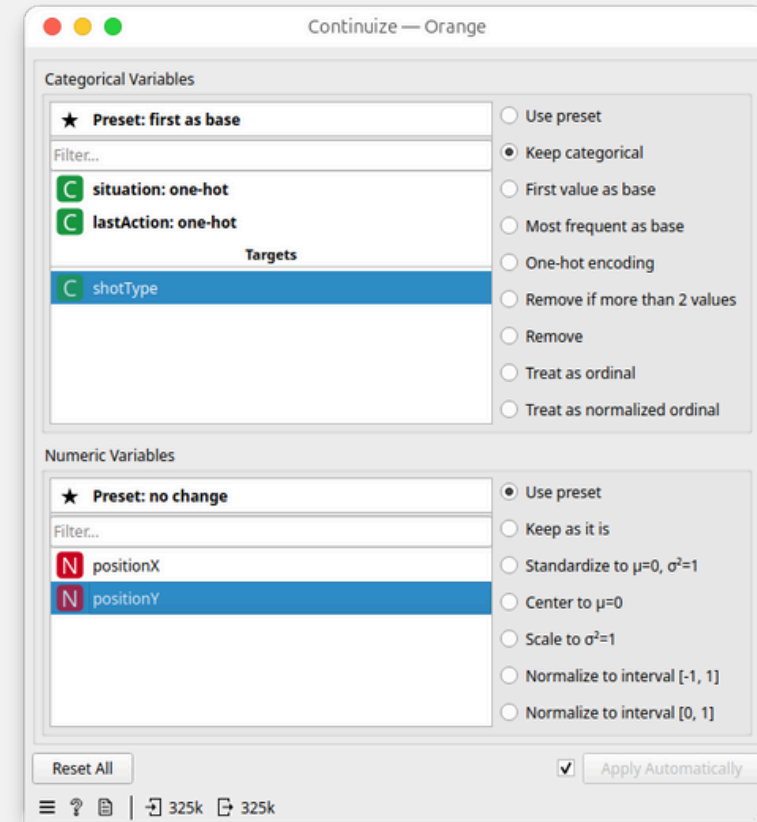 Continuize — Orange
Categorical Variables
★ Preset: first as base
Filter...
C situation: one-hot
C lastAction: one-hot
Targets
C shotType
Use preset
Keep categorical
First value as base
Most frequent as base
One-hot encoding
Remove if more than 2 values
Remove
Treat as ordinal
Treat as normalized ordinal
Numeric Variables
★ Preset: no change
Filter...
N positionX
N positionY
Use preset
Keep as it is
Standardize to μ=0, σ²=1
Center to μ=0
Scale to σ²=1
Normalize to interval [-1, 1]
Normalize to interval [0, 1]
Reset All
Apply Automatically
? 325k 325k